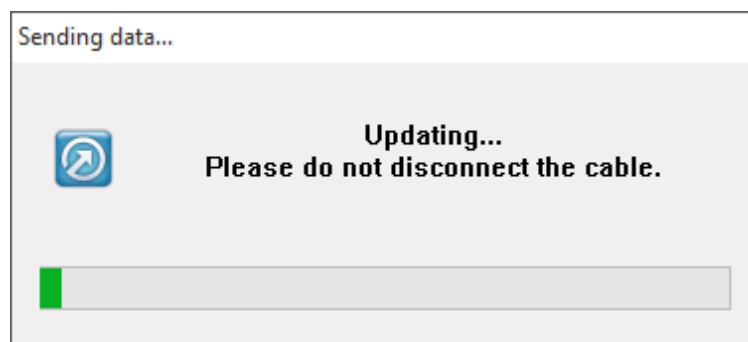 Sending data...
Updating...
Please do not disconnect the cable.